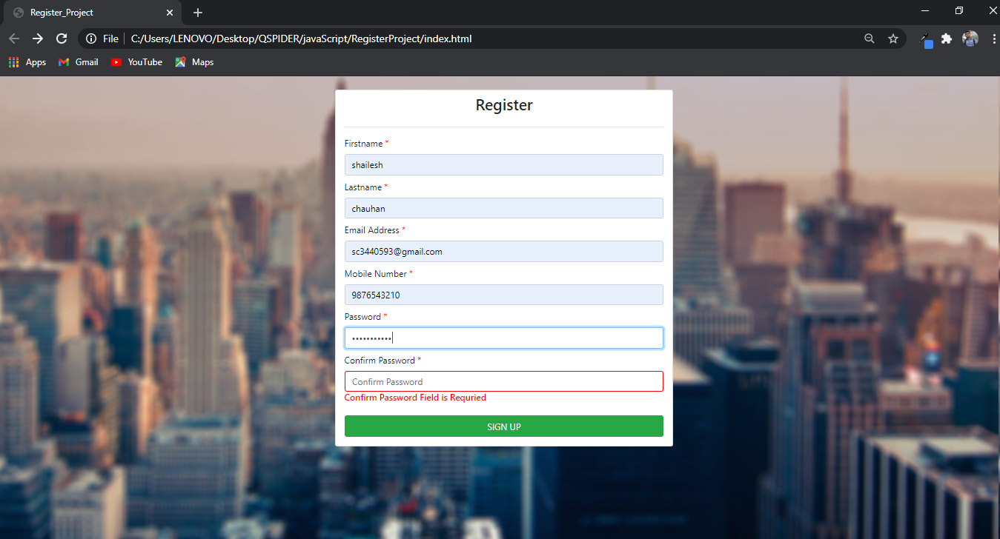 Register_Project
File C:/Users/LENOVO/Desktop/QSPIDER/javaScript/RegisterProject/index.html
Apps Gmail YouTube Maps
Register
Firstname *
shailesh
Lastname *
chauhan
Email Address *
sc3440593@gmail.com
Mobile Number *
9876543210
Password *
•••••••••••
Confirm Password *
Confirm Password
Confirm Password Field is Requried
SIGN UP